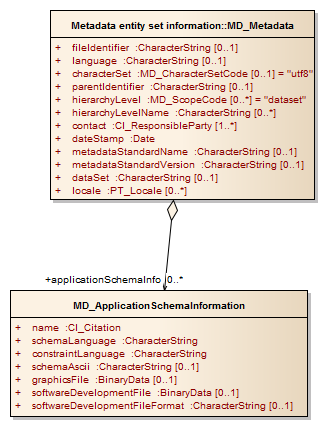 Metadata entity set information::MD_Metadata
+ fileIdentifier :CharacterString [0..1]
+ language :CharacterString [0..1]
+ characterSet :MD_CharacterSetCode [0..1] = "utf8"
+ parentIdentifier :CharacterString [0..1]
+ hierarchyLevel :MD_ScopeCode [0..*] = "dataset"
+ hierarchyLevelName :CharacterString [0..*]
+ contact :CI_ResponsibleParty [1..*]
+ dateStamp :Date
+ metadataStandardName :CharacterString [0..1]
+ metadataStandardVersion :CharacterString [0..1]
+ dataSet :CharacterString [0..1]
+ locale :PT_Locale [0..*]
+applicationSchemaInfo 0..*
MD_ApplicationSchemaInformation
+ name :CI_Citation
+ schemaLanguage :CharacterString
+ constraintLanguage :CharacterString
+ schemaAscii :CharacterString [0..1]
+ graphicsFile :BinaryData [0..1]
+ softwareDevelopmentFile :BinaryData [0..1]
+ softwareDevelopmentFileFormat :CharacterString [0..1]